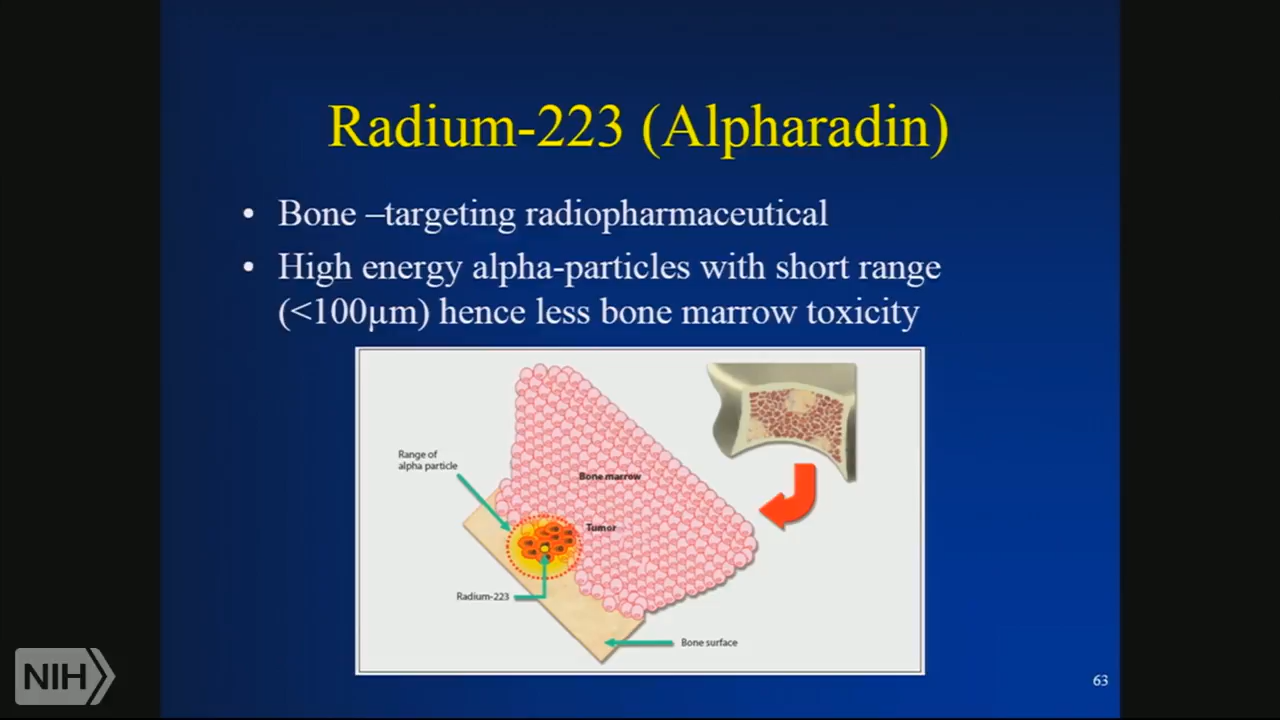 Radium-223 (Alpharadin)
• Bone –targeting radiopharmaceutical
• High energy alpha-particles with short range
(<100µm) hence less bone marrow toxicity
Range of
alpha particle
Bone marrow
Tumor
Radium-223
Bone surface
NIH
63